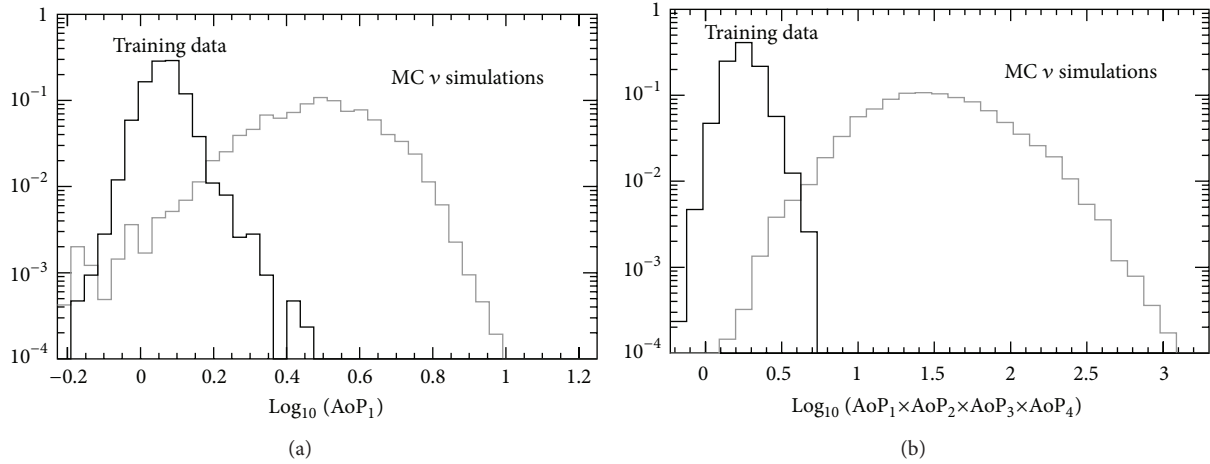 1
10⁻¹
10⁻²
10⁻³
10⁻⁴
Training data
MC ν simulations
−0.2 0 0.2 0.4 0.6 0.8 1 1.2
Log₁₀ (AoP₁)
(a)
1
10⁻¹
10⁻²
10⁻³
10⁻⁴
Training data
MC ν simulations
0 0.5 1 1.5 2 2.5 3
Log₁₀ (AoP₁×AoP₂×AoP₃×AoP₄)
(b)